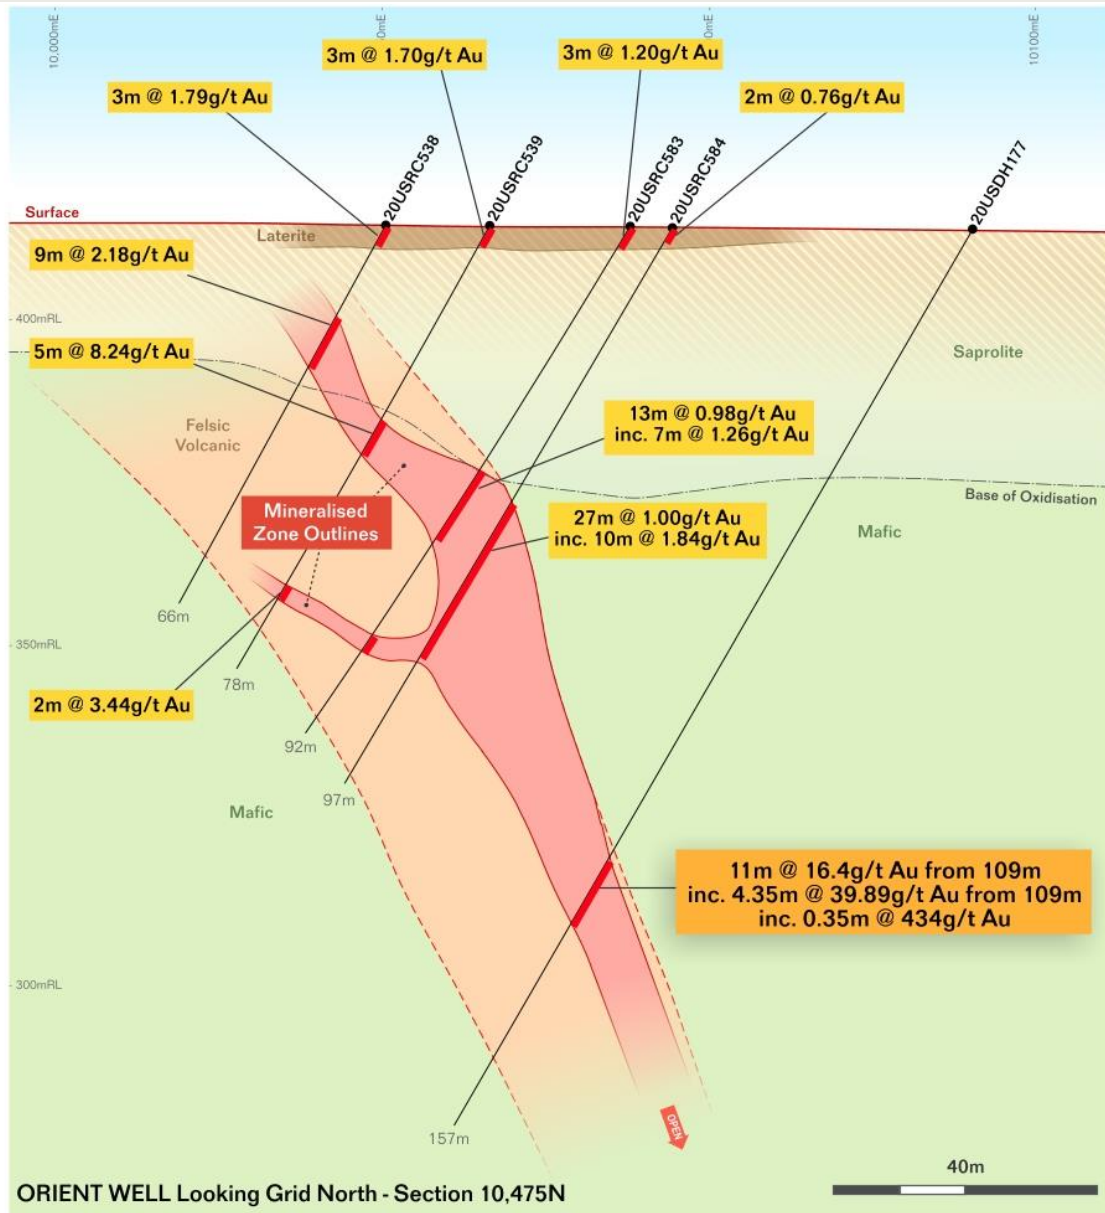 10,000mE
0mE
0mE
10100mE
3m @ 1.70g/t Au
3m @ 1.20g/t Au
3m @ 1.79g/t Au
2m @ 0.76g/t Au
20USRC538
20USRC539
20USRC583
20USRC584
20USDH177
Surface
Laterite
9m @ 2.18g/t Au
400mRL
5m @ 8.24g/t Au
Saprolite
Felsic
Volcanic
13m @ 0.98g/t Au
inc. 7m @ 1.26g/t Au
Base of Oxidisation
Mineralised
Zone Outlines
27m @ 1.00g/t Au
inc. 10m @ 1.84g/t Au
Mafic
66m
350mRL
78m
2m @ 3.44g/t Au
92m
97m
Mafic
11m @ 16.4g/t Au from 109m
inc. 4.35m @ 39.89g/t Au from 109m
inc. 0.35m @ 434g/t Au
300mRL
OPEN
157m
40m
ORIENT WELL Looking Grid North - Section 10,475N